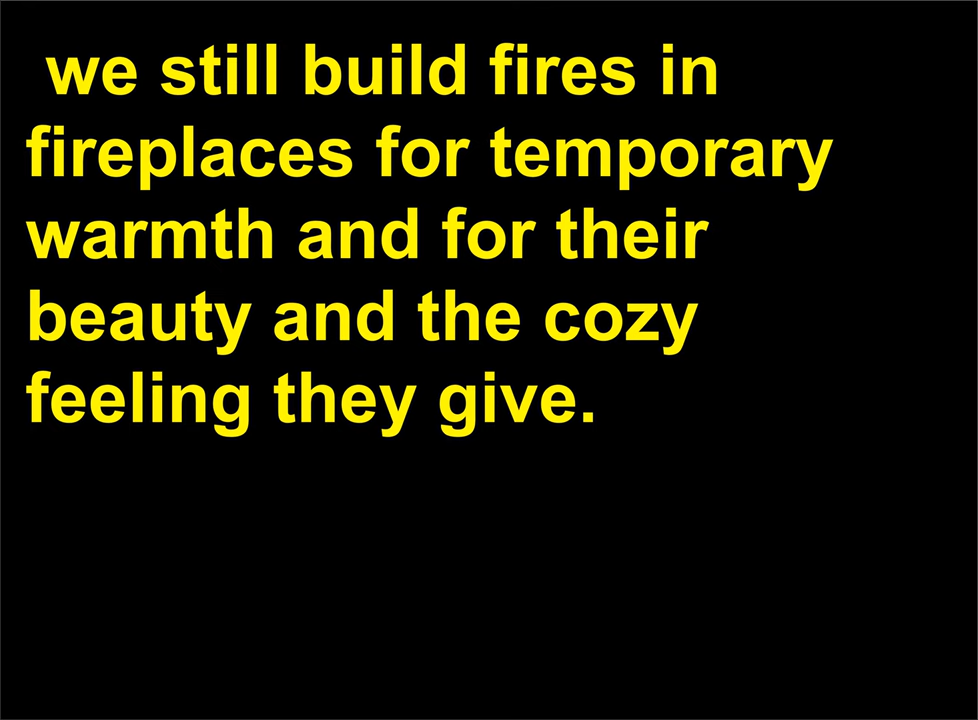 we still build fires in
fireplaces for temporary
warmth and for their
beauty and the cozy
feeling they give.